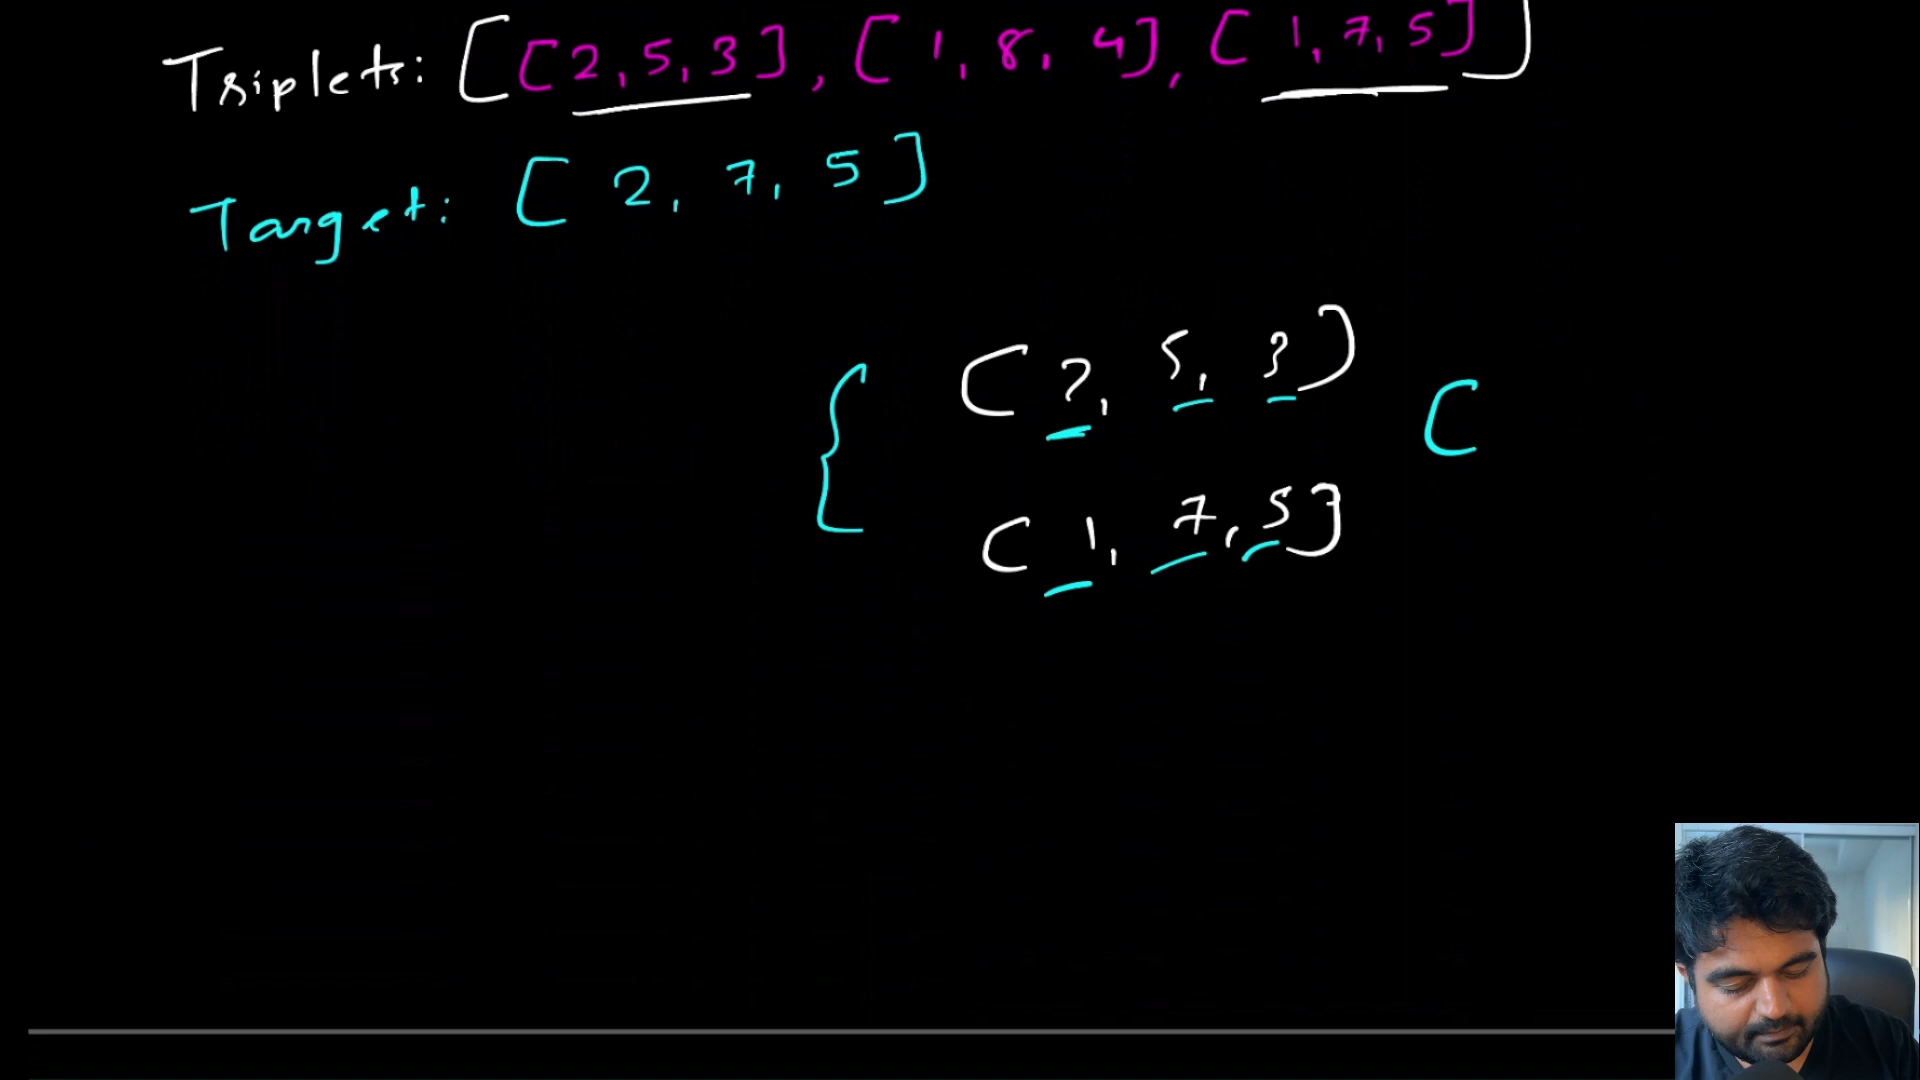 Triplets: [[2,5,3], [1,8,4], [1,7,5]]
Target: [2,7,5]
{ [2,5,3] [
[1,7,5]